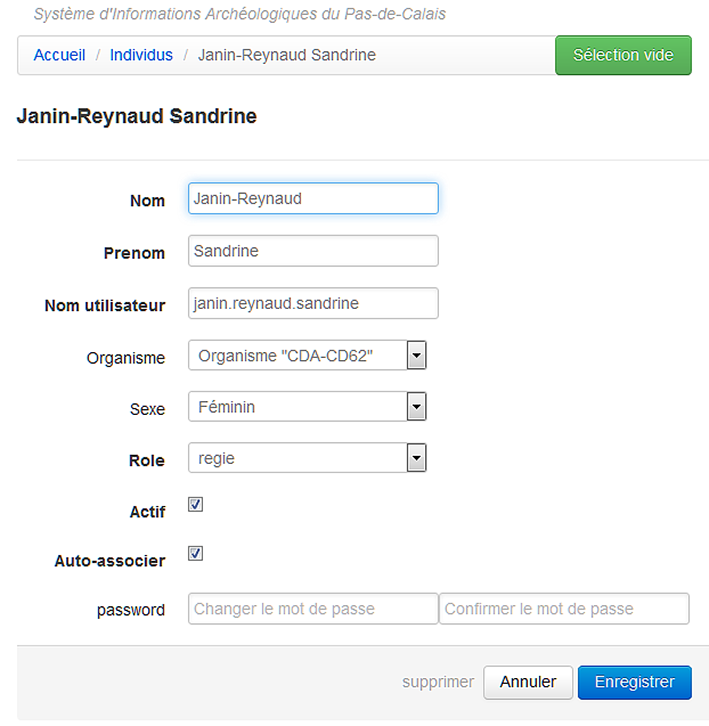 Système d'Informations Archéologiques du Pas-de-Calais
Accueil / Individus / Janin-Reynaud Sandrine Sélection vide
Janin-Reynaud Sandrine
Nom Janin-Reynaud
Prenom Sandrine
Nom utilisateur janin.reynaud.sandrine
Organisme Organisme "CDA-CD62"
Sexe Féminin
Role regie
Actif
Auto-associer
password Changer le mot de passe Confirmer le mot de passe
supprimer Annuler Enregistrer